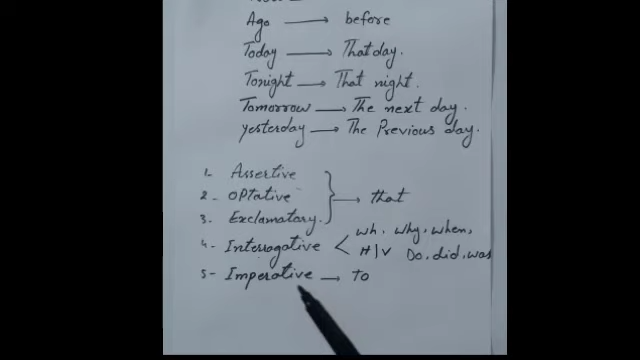 Ago → before
Today → That day.
Tonight → That night.
Tomorrow → The next day.
yesterday → The Previous day.
1. Assertive
2- OPtative } → that
3. Exclamatory.
4- Interrogative < wh. why, when,
H|V Do, did, was
5- Imperative → To